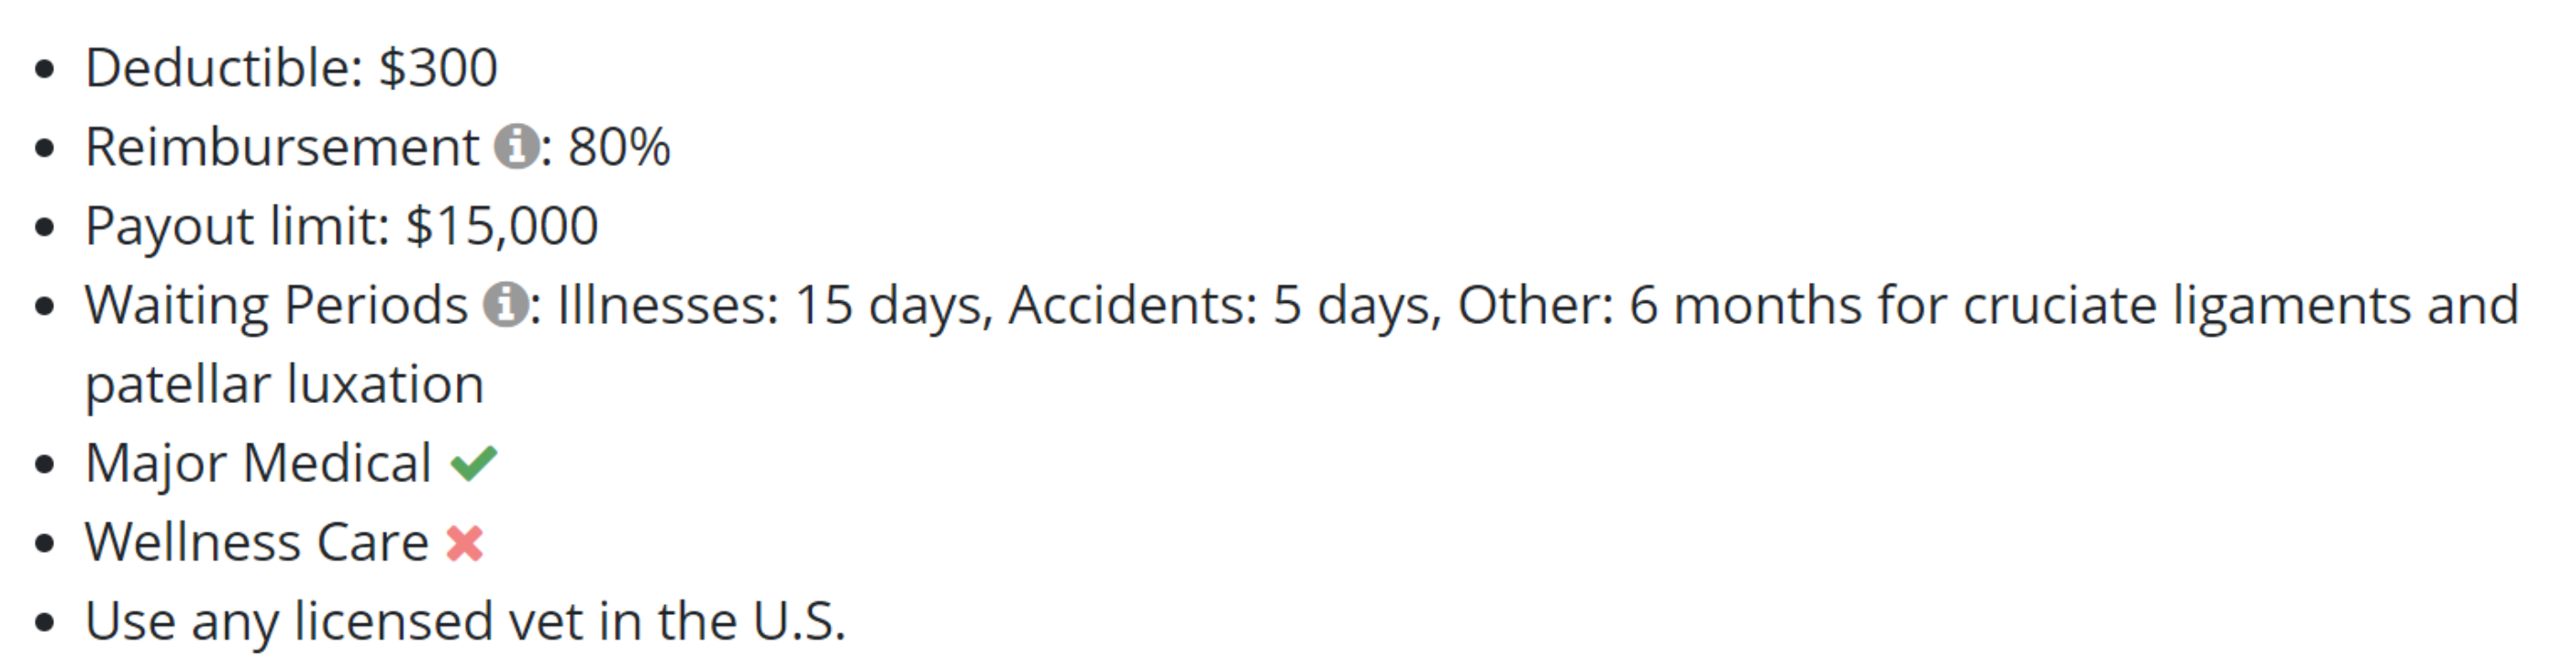 • Deductible: $300
• Reimbursement ℹ: 80%
• Payout limit: $15,000
• Waiting Periods ℹ: Illnesses: 15 days, Accidents: 5 days, Other: 6 months for cruciate ligaments and
patellar luxation
• Major Medical ✔
• Wellness Care ✖
• Use any licensed vet in the U.S.